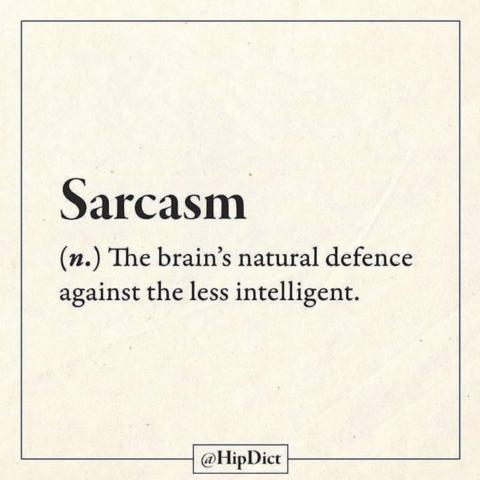 Sarcasm
(n.) The brain’s natural defence
against the less intelligent.
@HipDict